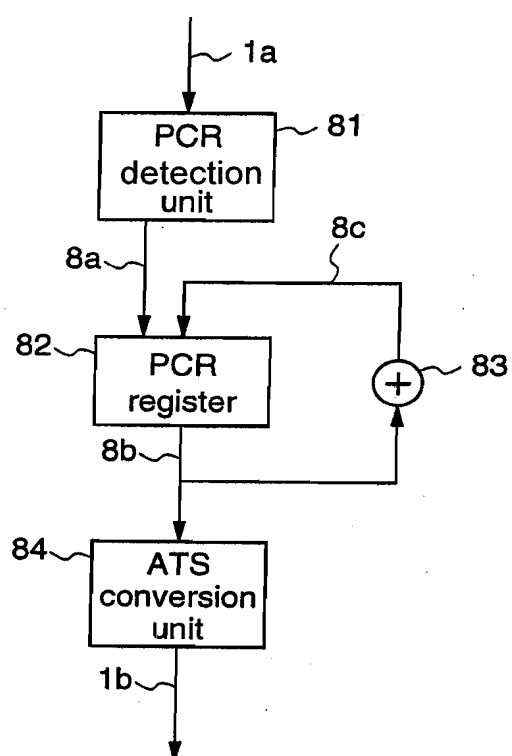 1a
PCR
detection
unit
81
8a
8c
82
PCR
register
+
83
8b
84
ATS
conversion
unit
1b